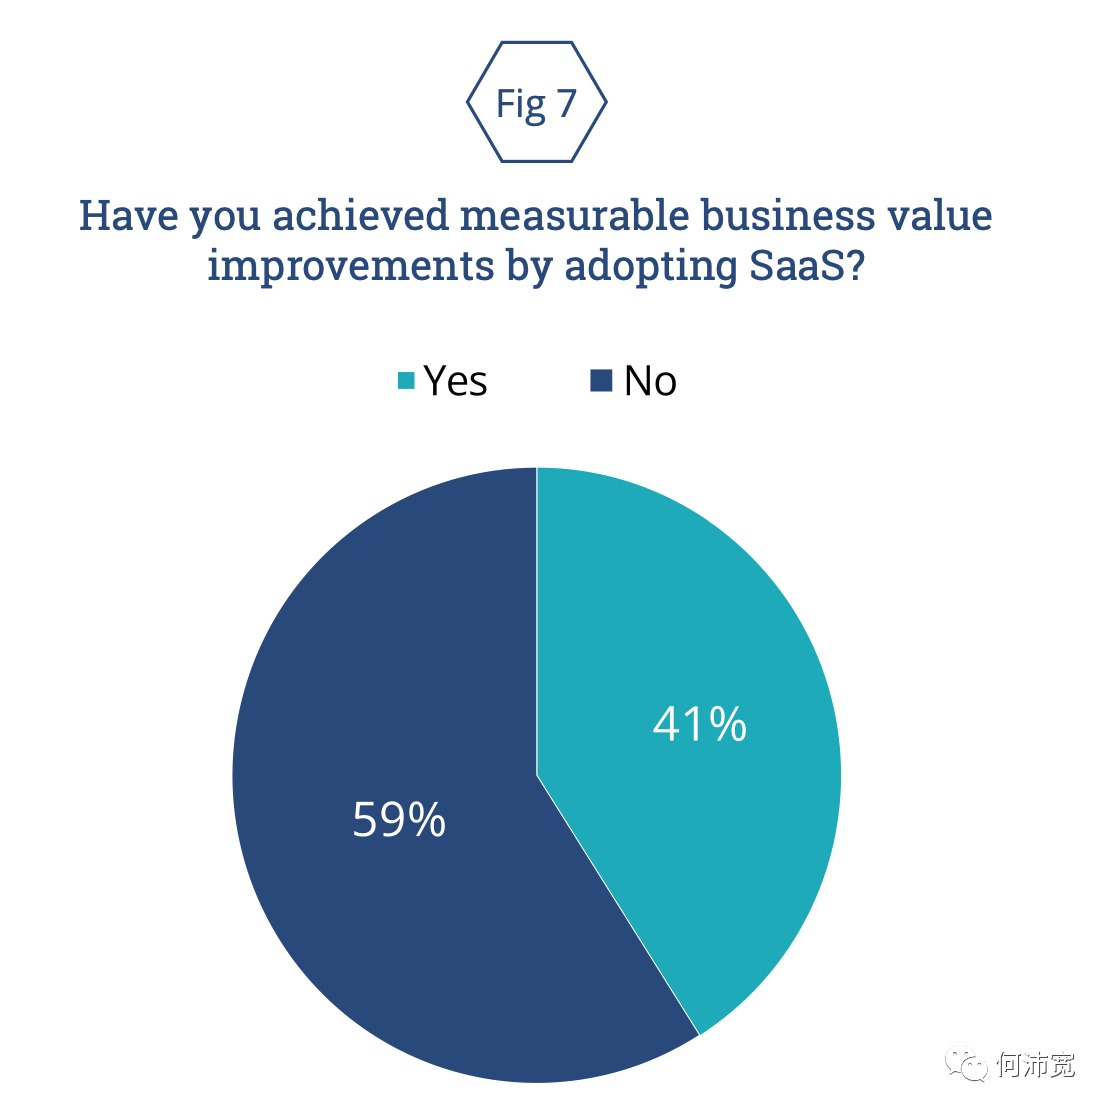 Fig 7
Have you achieved measurable business value
improvements by adopting SaaS?
Yes No
41%
59%
何沛宽